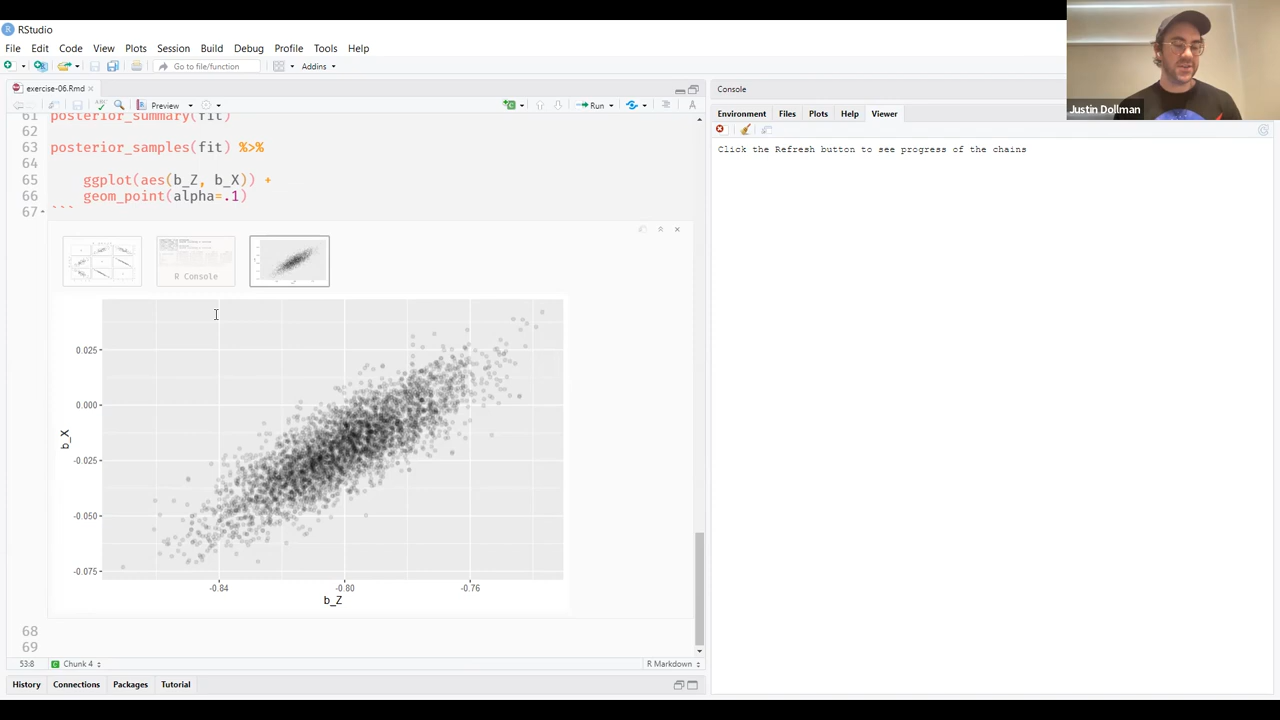 RStudio
File Edit Code View Plots Session Build Debug Profile Tools Help
Go to file/function Addins
exercise-06.Rmd
Preview Run
61 posterior_summary(fit)
62
63 posterior_samples(fit) %>%
64
65 ggplot(aes(b_Z, b_X)) +
66 geom_point(alpha=.1)
67 ```
R Console
0.025
0.000
-0.025
-0.050
-0.075
b_X
-0.84 -0.80 -0.76
b_Z
68
69
53:8 Chunk 4 R Markdown
History Connections Packages Tutorial
Console
Environment Files Plots Help Viewer
Click the Refresh button to see progress of the chains
Justin Dollman